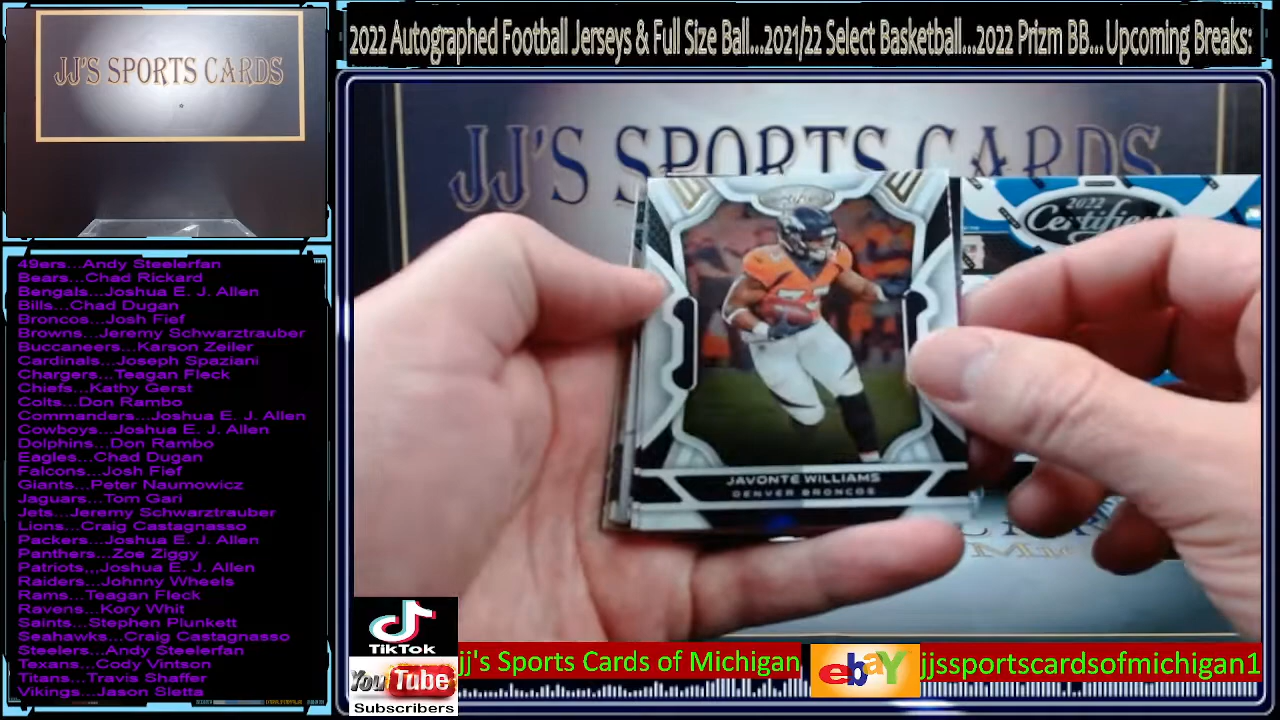 2022 Autographed Football Jerseys & Full Size Ball...2021/22 Select Basketball...2022 Prizm BB... Upcoming Breaks:
JJ'S SPORTS CARDS
JJ'S SPORTS CARDS
2022
Certified
JAVONTE WILLIAMS
DENVER BRONCOS
49ers...Andy Steelerfan
Bears...Chad Rickard
Bengals...Joshua E. J. Allen
Bills...Chad Dugan
Broncos...Josh Fief
Browns...Jeremy Schwarztrauber
Buccaneers...Karson Zeiler
Cardinals...Joseph Spaziani
Chargers...Teagan Fleck
Chiefs...Kathy Gerst
Colts...Don Rambo
Commanders...Joshua E. J. Allen
Cowboys...Joshua E. J. Allen
Dolphins...Don Rambo
Eagles...Chad Dugan
Falcons...Josh Fief
Giants...Peter Naumowicz
Jaguars...Tom Gari
Jets...Jeremy Schwarztrauber
Lions...Craig Castagnasso
Packers...Joshua E. J. Allen
Panthers...Zoe Ziggy
Patriots,,,Joshua E. J. Allen
Raiders...Johnny Wheels
Rams...Teagan Fleck
Ravens...Kory Whit
Saints...Stephen Plunkett
Seahawks...Craig Castagnasso
Steelers...Andy Steelerfan
Texans...Cody Vintson
Titans...Travis Shaffer
Vikings...Jason Sletta
TikTok
YouTube
Subscribers
jj's Sports Cards of Michigan
ebaY
jjssportscardsofmichigan1